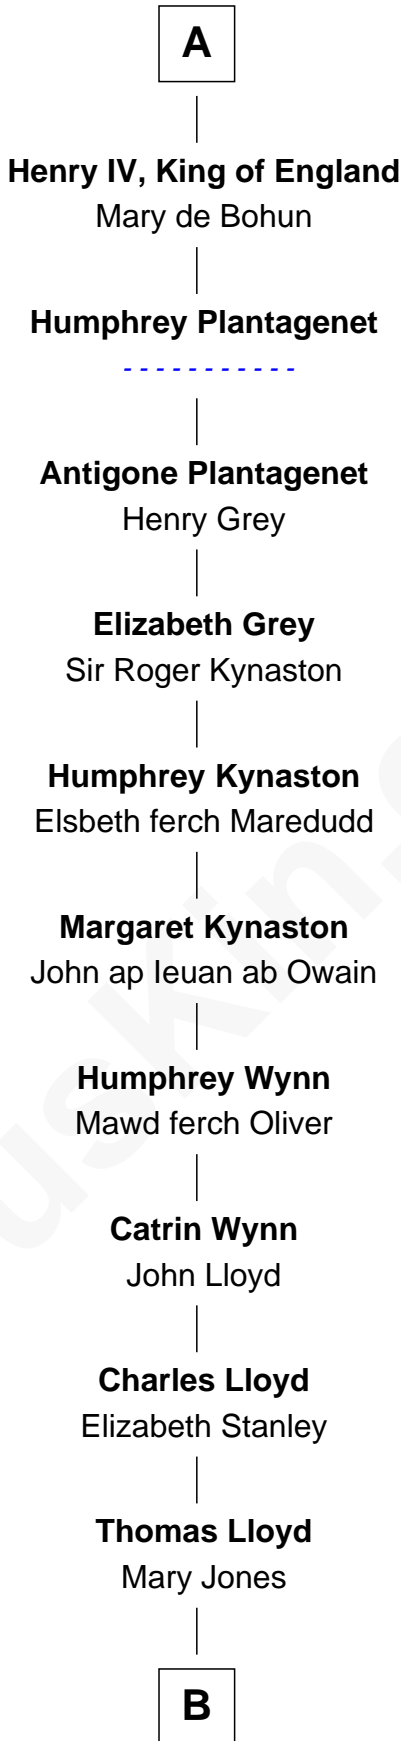 A
Henry IV, King of England
Mary de Bohun
Humphrey Plantagenet
- - - - - - - - - - -
Antigone Plantagenet
Henry Grey
Elizabeth Grey
Sir Roger Kynaston
Humphrey Kynaston
Elsbeth ferch Maredudd
Margaret Kynaston
John ap Ieuan ab Owain
Humphrey Wynn
Mawd ferch Oliver
Catrin Wynn
John Lloyd
Charles Lloyd
Elizabeth Stanley
Thomas Lloyd
Mary Jones
B